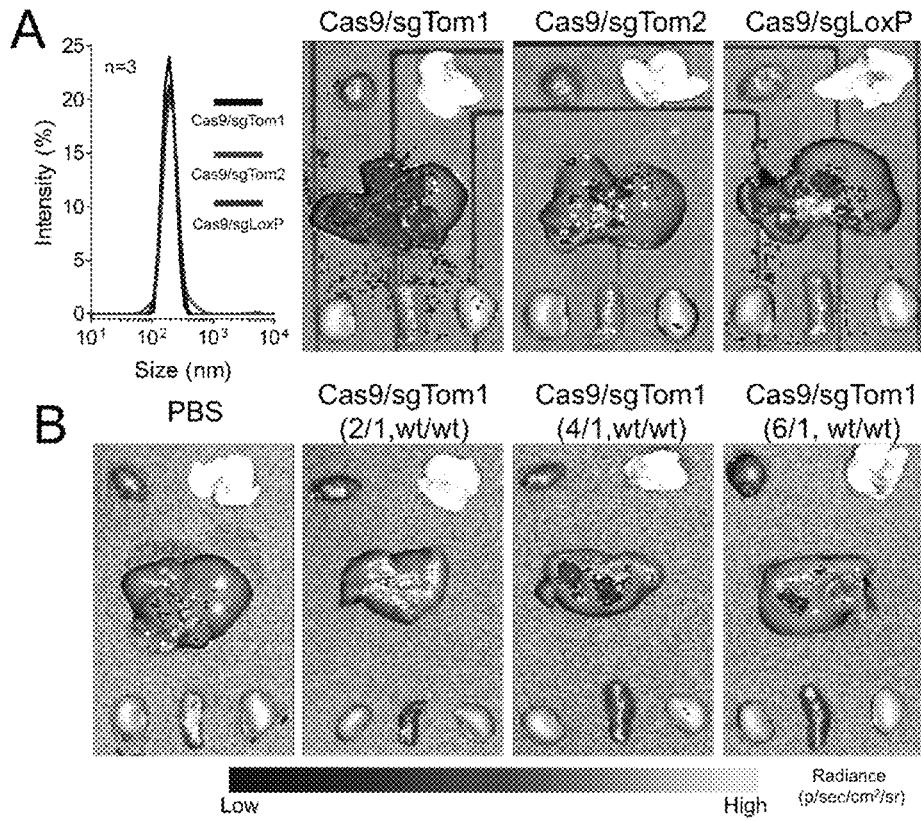 A
Cas9/sgTom1
Cas9/sgTom2
Cas9/sgLoxP
n=3
Cas9/sgTom1
Cas9/sgTom2
Cas9/sgLoxP
Intensity (%)
25
20
15
10
5
0
10¹
10²
10³
10⁴
Size (nm)
B
PBS
Cas9/sgTom1
(2/1,wt/wt)
Cas9/sgTom1
(4/1,wt/wt)
Cas9/sgTom1
(6/1, wt/wt)
Low
High
Radiance
(p/sec/cm²/sr)